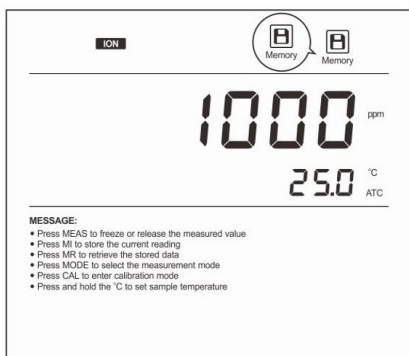 ION
Memory
Memory
1000 ppm
25.0 °C
ATC
MESSAGE:
• Press MEAS to freeze or release the measured value
• Press MI to store the current reading
• Press MR to retrieve the stored data
• Press MODE to select the measurement mode
• Press CAL to enter calibration mode
• Press and hold the °C to set sample temperature